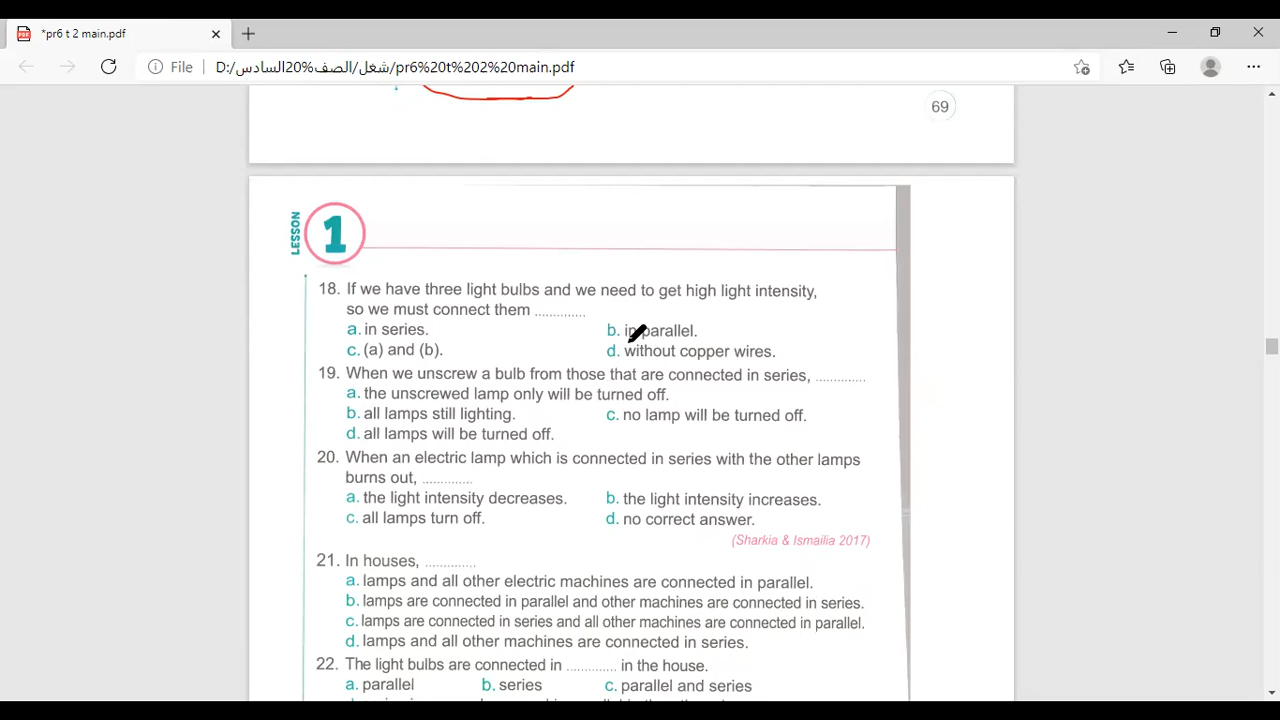 *pr6 t 2 main.pdf
File
D:/شغل/الصف%20السادس/pr6%20t%202%20main.pdf
69
LESSON
1
18. If we have three light bulbs and we need to get high light intensity,
so we must connect them ..............
a. in series.
b. in parallel.
c. (a) and (b).
d. without copper wires.
19. When we unscrew a bulb from those that are connected in series, ..............
a. the unscrewed lamp only will be turned off.
b. all lamps still lighting.
c. no lamp will be turned off.
d. all lamps will be turned off.
20. When an electric lamp which is connected in series with the other lamps
burns out, ..............
a. the light intensity decreases.
b. the light intensity increases.
c. all lamps turn off.
d. no correct answer.
(Sharkia & Ismailia 2017)
21. In houses, ..............
a. lamps and all other electric machines are connected in parallel.
b. lamps are connected in parallel and other machines are connected in series.
c. lamps are connected in series and all other machines are connected in parallel.
d. lamps and all other machines are connected in series.
22. The light bulbs are connected in .............. in the house.
a. parallel
b. series
c. parallel and series